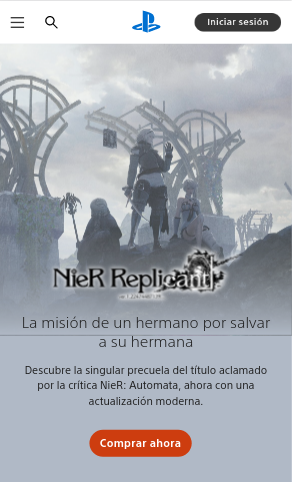 Iniciar sesión
NieR Replicant
La misión de un hermano por salvar
a su hermana
Descubre la singular precuela del título aclamado
por la crítica NieR: Automata, ahora con una
actualización moderna.
Comprar ahora